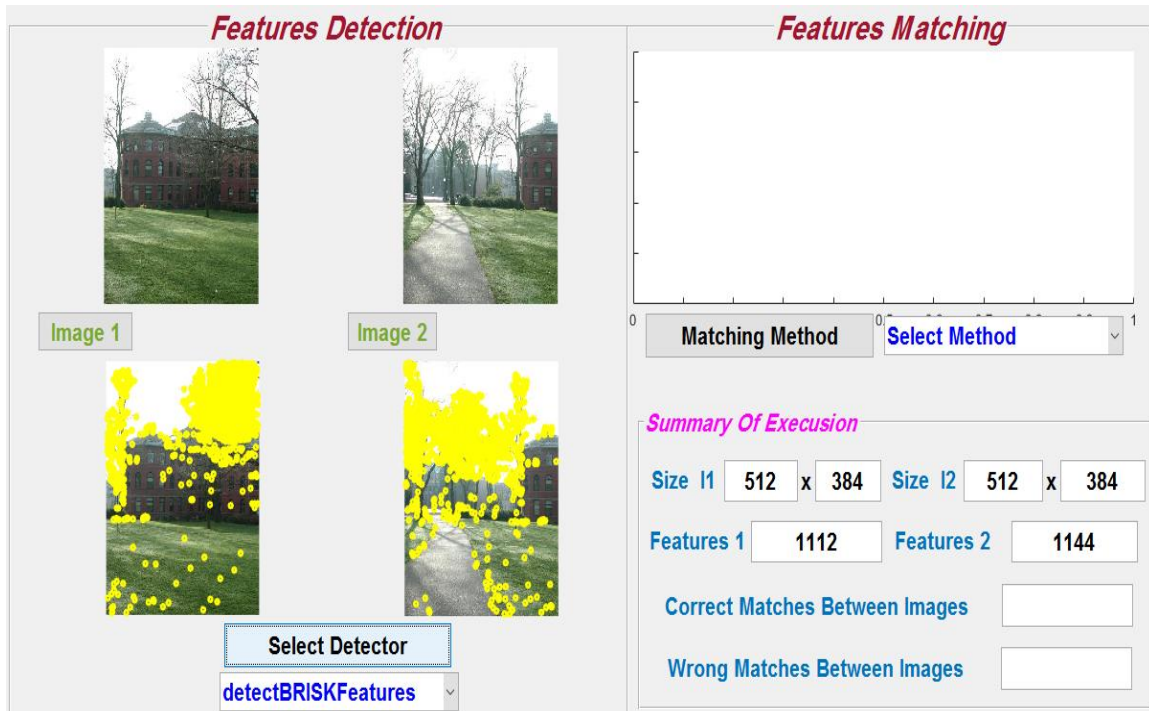 Features Detection
Features Matching
Image 1
Image 2
0
1
Matching Method
Select Method
Summary Of Execusion
Size I1 512 x 384 Size I2 512 x 384
Features 1 1112 Features 2 1144
Correct Matches Between Images
Wrong Matches Between Images
Select Detector
detectBRISKFeatures